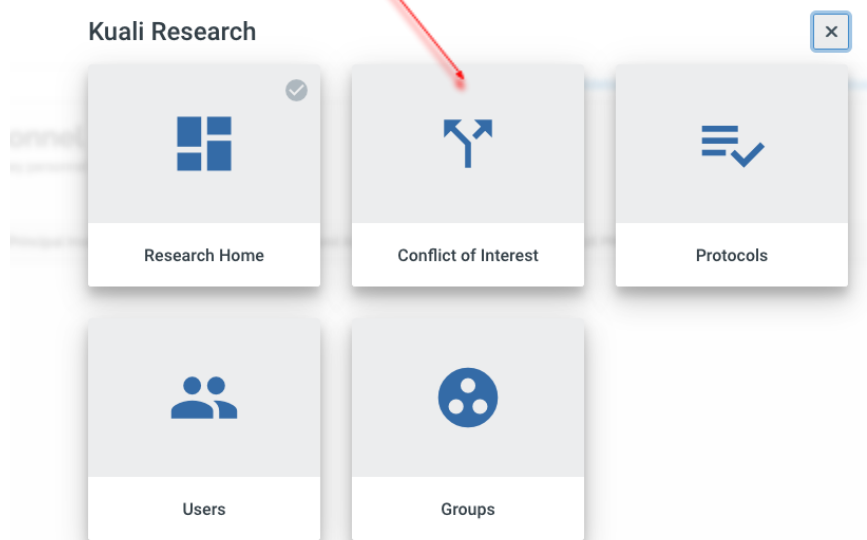 Kuali Research
Research Home
Conflict of Interest
Protocols
Users
Groups